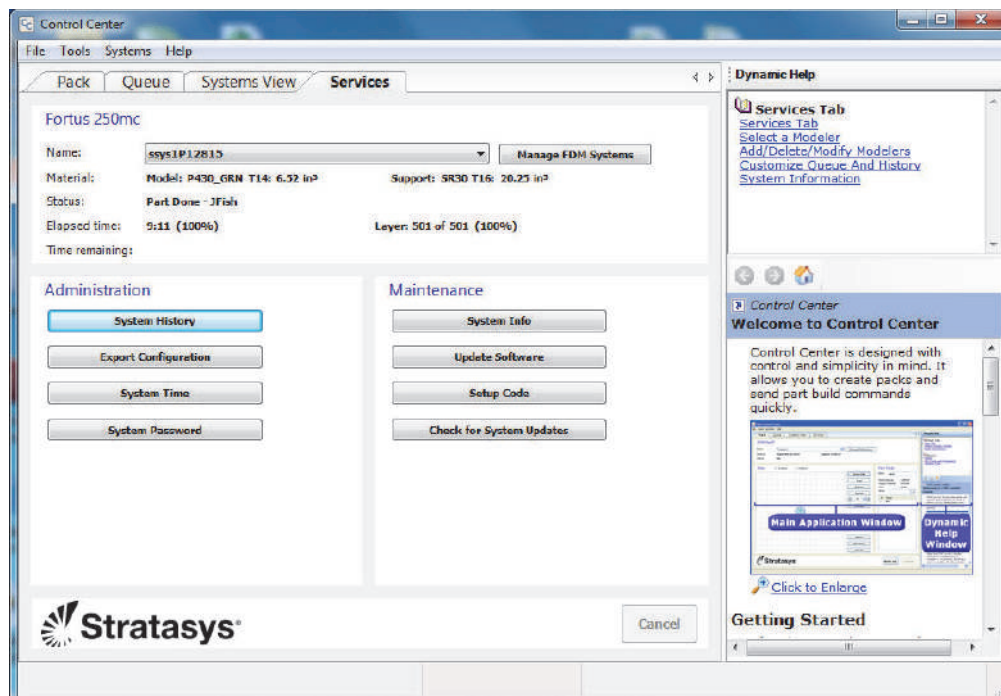 Control Center
File Tools Systems Help
Pack Queue Systems View Services
Fortus 250mc
Name: ssys1P12815 Manage FDM Systems
Material: Model: P430_GRN T14: 6.52 in³ Support: SR30 T16: 20.25 in³
Status: Part Done - JFish
Elapsed time: 9:11 (100%) Layer: 501 of 501 (100%)
Time remaining:
Administration
System History
Export Configuration
System Time
System Password
Maintenance
System Info
Update Software
Setup Code
Check for System Updates
Stratasys
Cancel
Dynamic Help
Services Tab
Services Tab
Select a Modeler
Add/Delete/Modify Modelers
Customize Queue And History
System Information
Control Center
Welcome to Control Center
Control Center is designed with
control and simplicity in mind. It
allows you to create packs and
send part build commands
quickly.
Main Application Window
Dynamic
Help
Window
Stratasys
Click to Enlarge
Getting Started